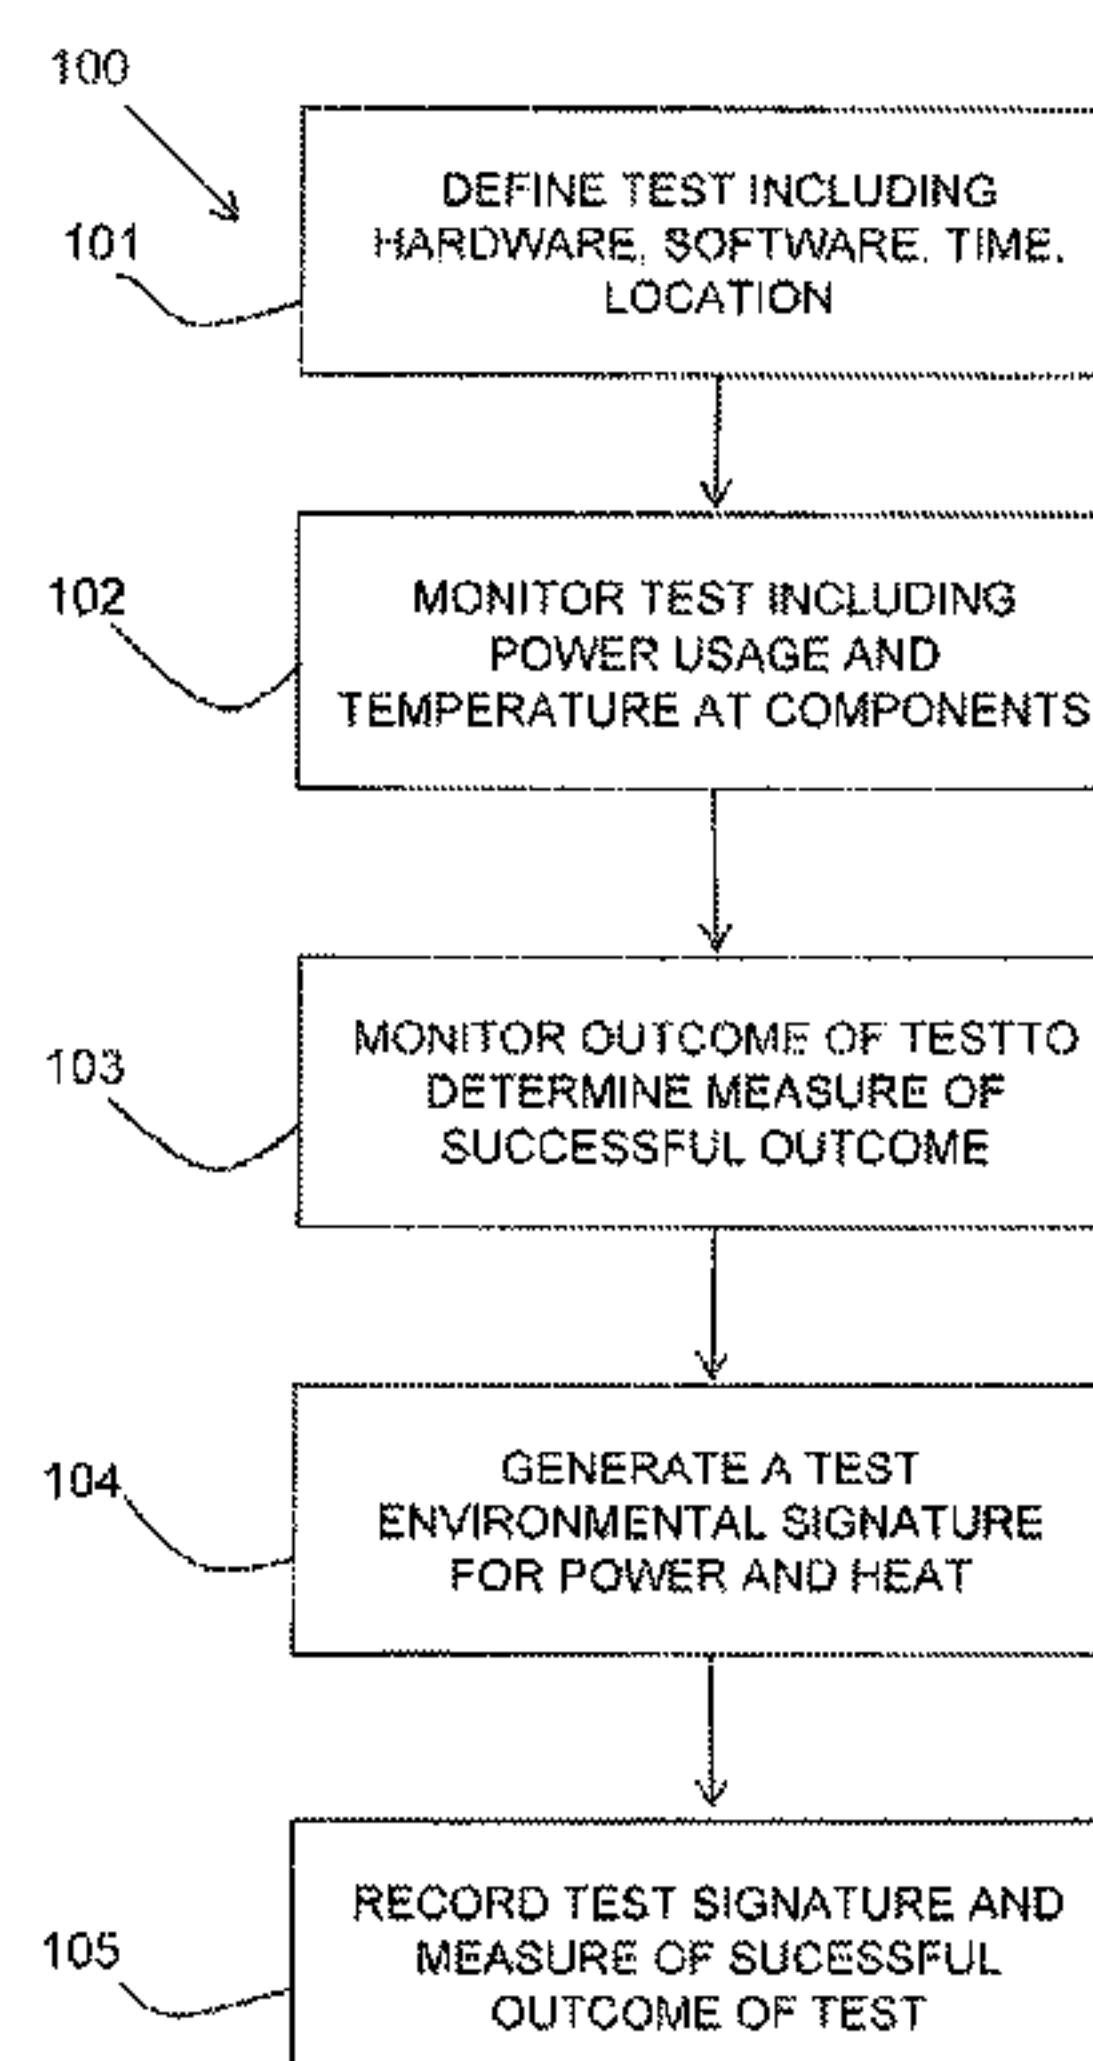 100
101
DEFINE TEST INCLUDING
HARDWARE, SOFTWARE, TIME,
LOCATION
102
MONITOR TEST INCLUDING
POWER USAGE AND
TEMPERATURE AT COMPONENTS
103
MONITOR OUTCOME OF TESTTO
DETERMINE MEASURE OF
SUCCESSFUL OUTCOME
104
GENERATE A TEST
ENVIRONMENTAL SIGNATURE
FOR POWER AND HEAT
105
RECORD TEST SIGNATURE AND
MEASURE OF SUCESSFUL
OUTCOME OF TEST